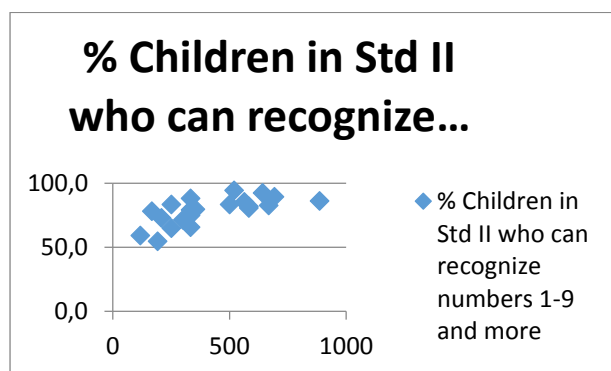 % Children in Std II
who can recognize…
100,0
50,0
0,0
0
500
1000
% Children in
Std II who can
recognize
numbers 1-9
and more